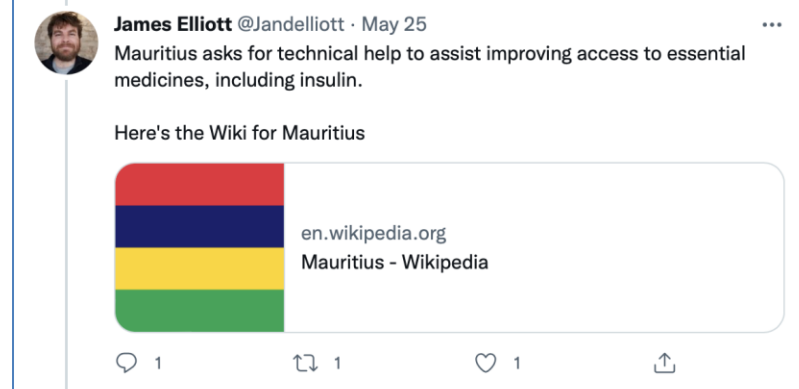 James Elliott @Jandelliott · May 25
Mauritius asks for technical help to assist improving access to essential
medicines, including insulin.
Here's the Wiki for Mauritius
en.wikipedia.org
Mauritius - Wikipedia
1 1 1